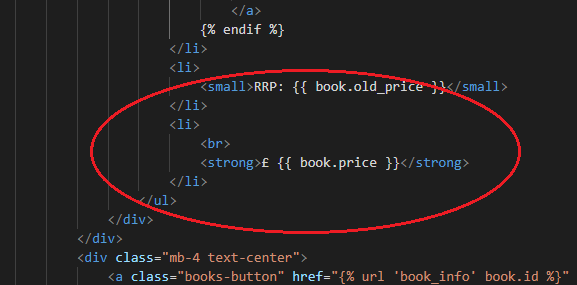 </a>
{% endif %}
</li>
<li>
<small>RRP: {{ book.old_price }}</small>
</li>
<li>
<br>
<strong>£ {{ book.price }}</strong>
</li>
</ul>
</div>
</div>
<div class="mb-4 text-center">
<a class="books-button" href="{% url 'book_info' book.id %}"